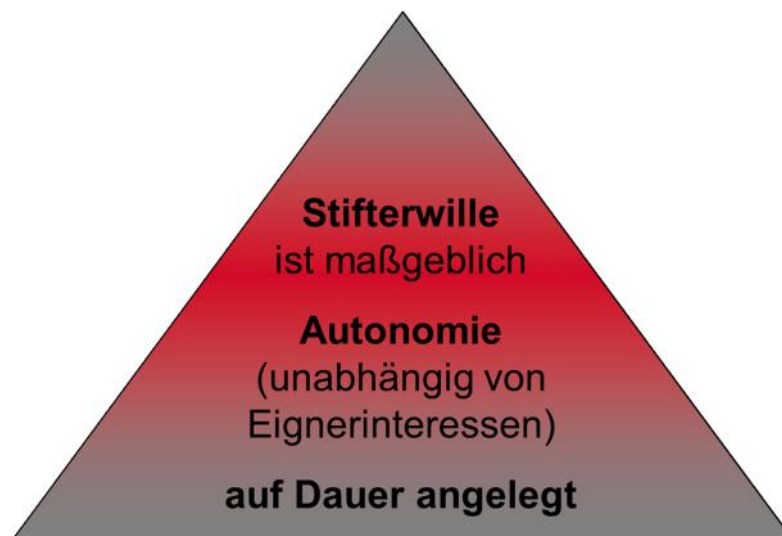 Stifterwille
ist maßgeblich
Autonomie
(unabhängig von
Eignerinteressen)
auf Dauer angelegt